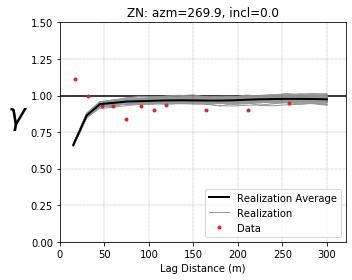 ZN: azm=269.9, incl=0.0
1.50
1.25
1.00
γ
0.75
0.50
0.25
0.00
Realization Average
Realization
Data
0 50 100 150 200 250 300
Lag Distance (m)